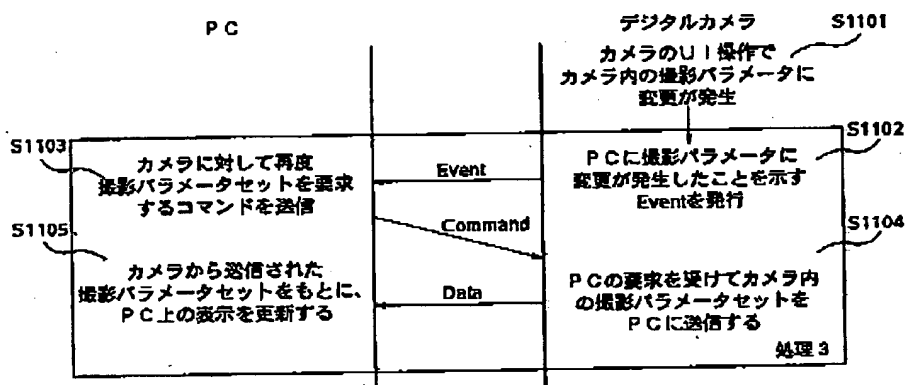 PC
デジタルカメラ
S1101
カメラのUI操作で
カメラ内の撮影パラメータに
変更が発生
S1102
S1103
カメラに対して再度
撮影パラメータセットを要求
するコマンドを送信
Event
PCに撮影パラメータに
変更が発生したことを示す
Eventを発行
Command
S1104
S1105
カメラから送信された
撮影パラメータセットをもとに、
PC上の表示を更新する
Data
PCの要求を受けてカメラ内
の撮影パラメータセットを
PCに送信する
処理3